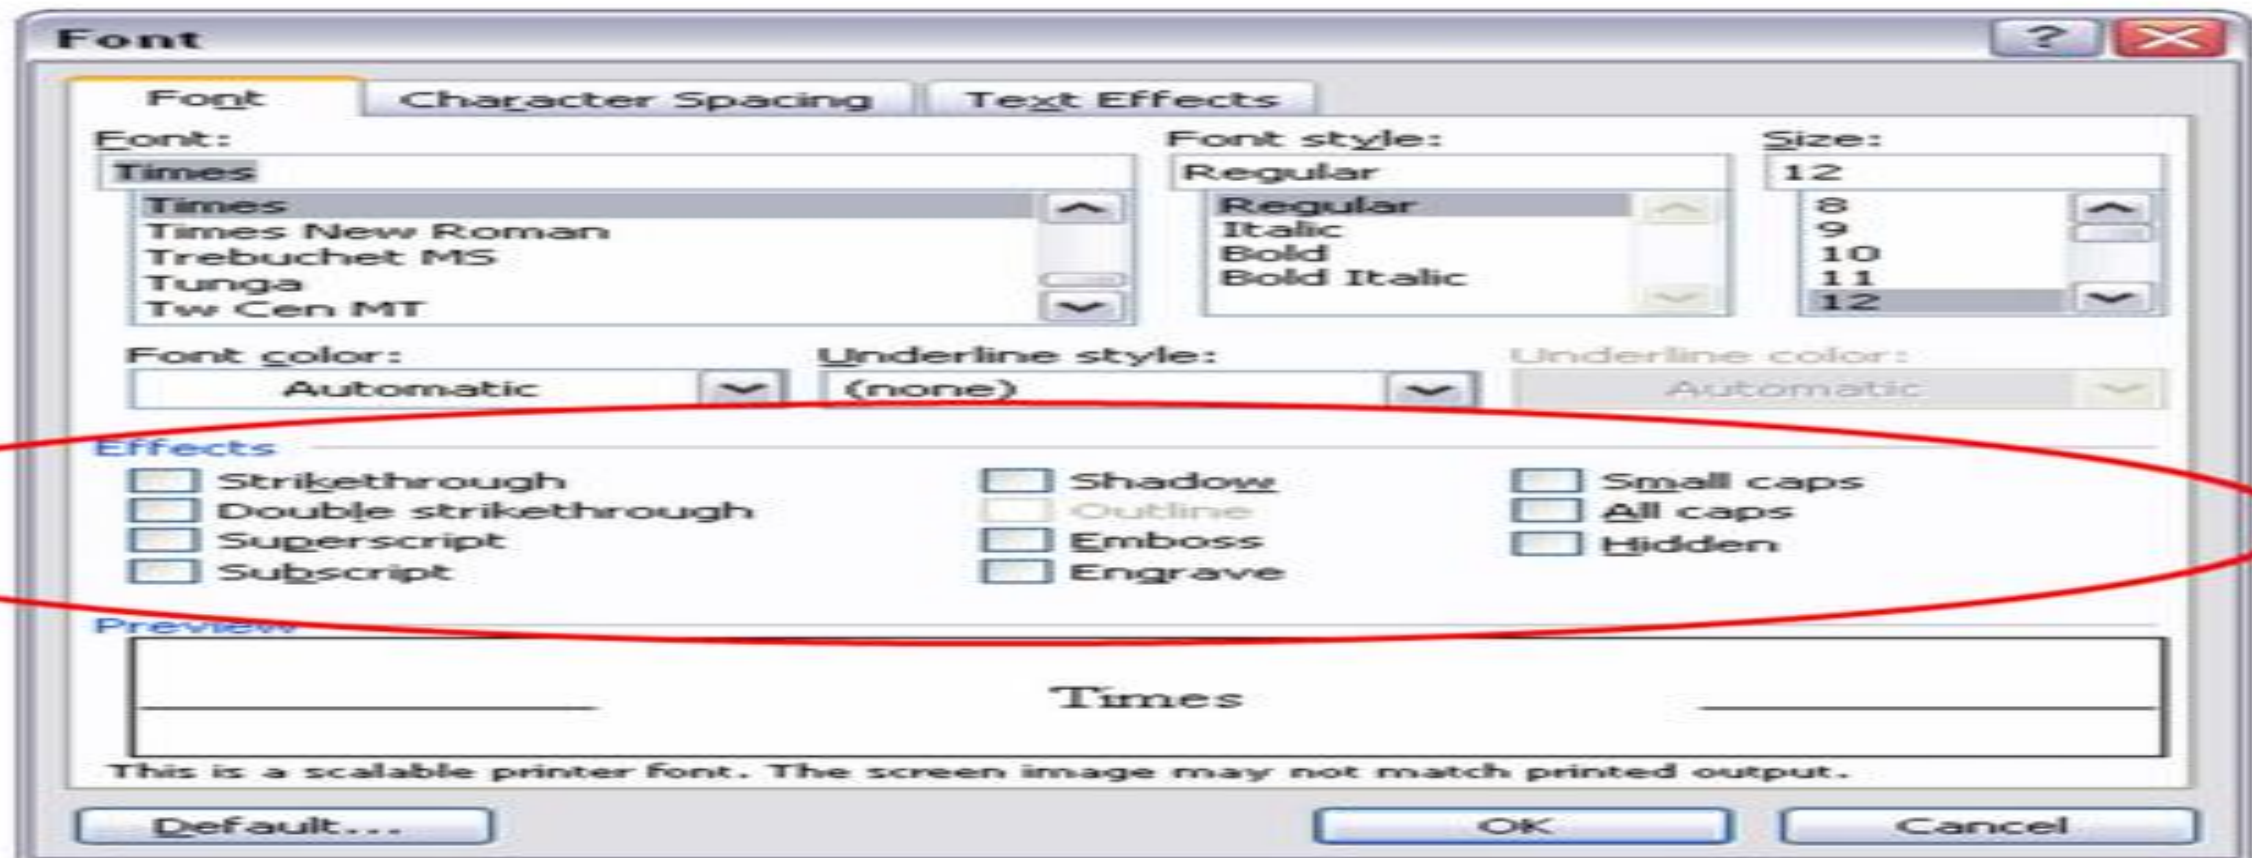 Font
Font Character Spacing Text Effects
Font: Font style: Size:
Times Regular 12
Times Regular 8
Times New Roman Italic 9
Trebuchet MS Bold 10
Tunga Bold Italic 11
Tw Cen MT 12
Font color: Underline style: Underline color:
Automatic (none) Automatic
Effects
Strikethrough Shadow Small caps
Double strikethrough Outline All caps
Superscript Emboss Hidden
Subscript Engrave
Preview
Times
This is a scalable printer font. The screen image may not match printed output.
Default... OK Cancel